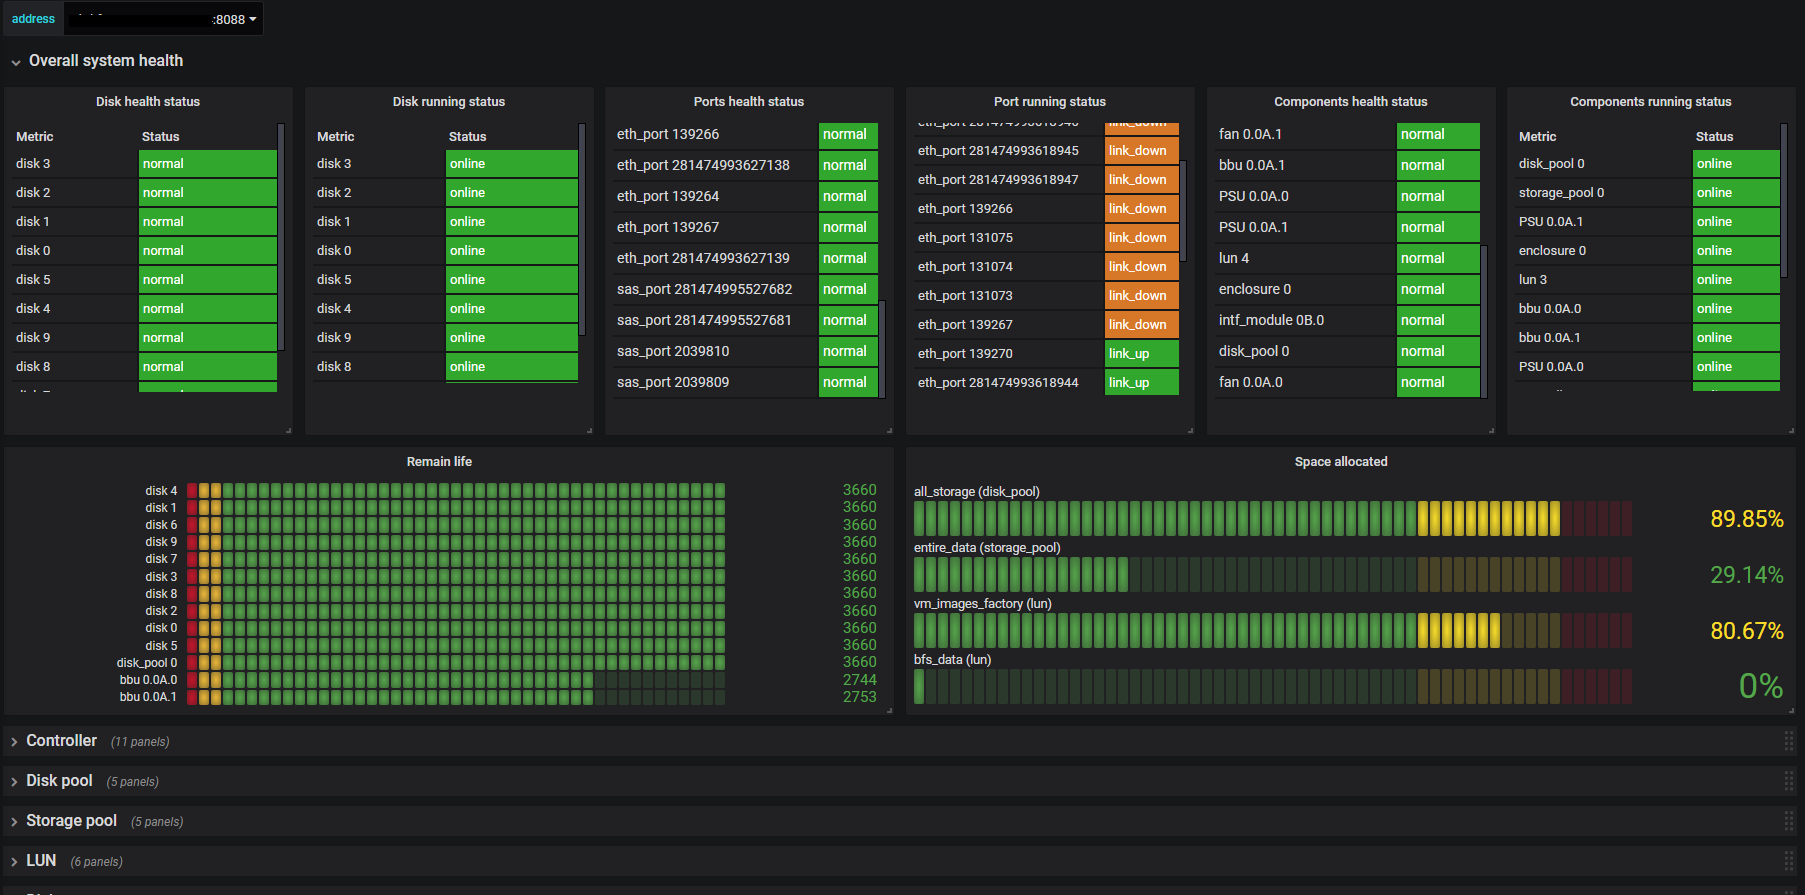 address :8088
Overall system health
Disk health status
Metric Status
disk 3 normal
disk 2 normal
disk 1 normal
disk 0 normal
disk 5 normal
disk 4 normal
disk 9 normal
disk 8 normal
Disk running status
Metric Status
disk 3 online
disk 2 online
disk 1 online
disk 0 online
disk 5 online
disk 4 online
disk 9 online
disk 8 online
Ports health status
eth_port 139266 normal
eth_port 281474993627138 normal
eth_port 139264 normal
eth_port 139267 normal
eth_port 281474993627139 normal
sas_port 281474995527682 normal
sas_port 281474995527681 normal
sas_port 2039810 normal
sas_port 2039809 normal
Port running status
eth_port 281474993618946 link_down
eth_port 281474993618945 link_down
eth_port 281474993618947 link_down
eth_port 139266 link_down
eth_port 131075 link_down
eth_port 131074 link_down
eth_port 131073 link_down
eth_port 139267 link_down
eth_port 139270 link_up
eth_port 281474993618944 link_up
Components health status
fan 0.0A.1 normal
bbu 0.0A.1 normal
PSU 0.0A.0 normal
PSU 0.0A.1 normal
lun 4 normal
enclosure 0 normal
intf_module 0B.0 normal
disk_pool 0 normal
fan 0.0A.0 normal
Components running status
Metric Status
disk_pool 0 online
storage_pool 0 online
PSU 0.0A.1 online
enclosure 0 online
lun 3 online
bbu 0.0A.0 online
bbu 0.0A.1 online
PSU 0.0A.0 online
Remain life
disk 4 3660
disk 1 3660
disk 6 3660
disk 9 3660
disk 7 3660
disk 3 3660
disk 8 3660
disk 2 3660
disk 0 3660
disk 5 3660
disk_pool 0 3660
bbu 0.0A.0 2744
bbu 0.0A.1 2753
Space allocated
all_storage (disk_pool)
89.85%
entire_data (storage_pool)
29.14%
vm_images_factory (lun)
80.67%
bfs_data (lun)
0%
Controller (11 panels)
Disk pool (5 panels)
Storage pool (5 panels)
LUN (6 panels)